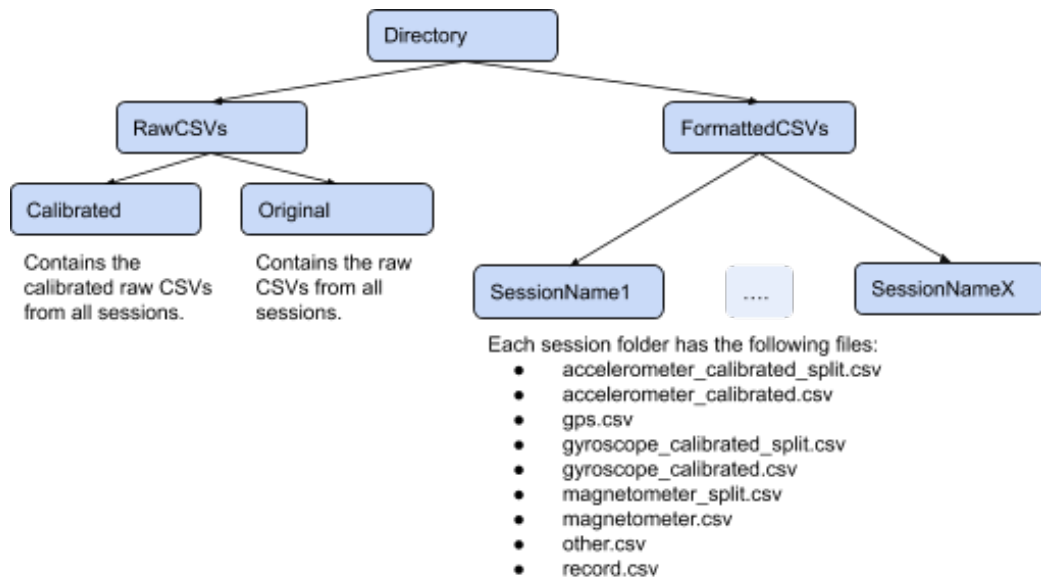 Directory
RawCSVs
FormattedCSVs
Calibrated
Original
Contains the
calibrated raw CSVs
from all sessions.
Contains the raw
CSVs from all
sessions.
SessionName1
....
SessionNameX
Each session folder has the following files:
● accelerometer_calibrated_split.csv
● accelerometer_calibrated.csv
● gps.csv
● gyroscope_calibrated_split.csv
● gyroscope_calibrated.csv
● magnetometer_split.csv
● magnetometer.csv
● other.csv
● record.csv